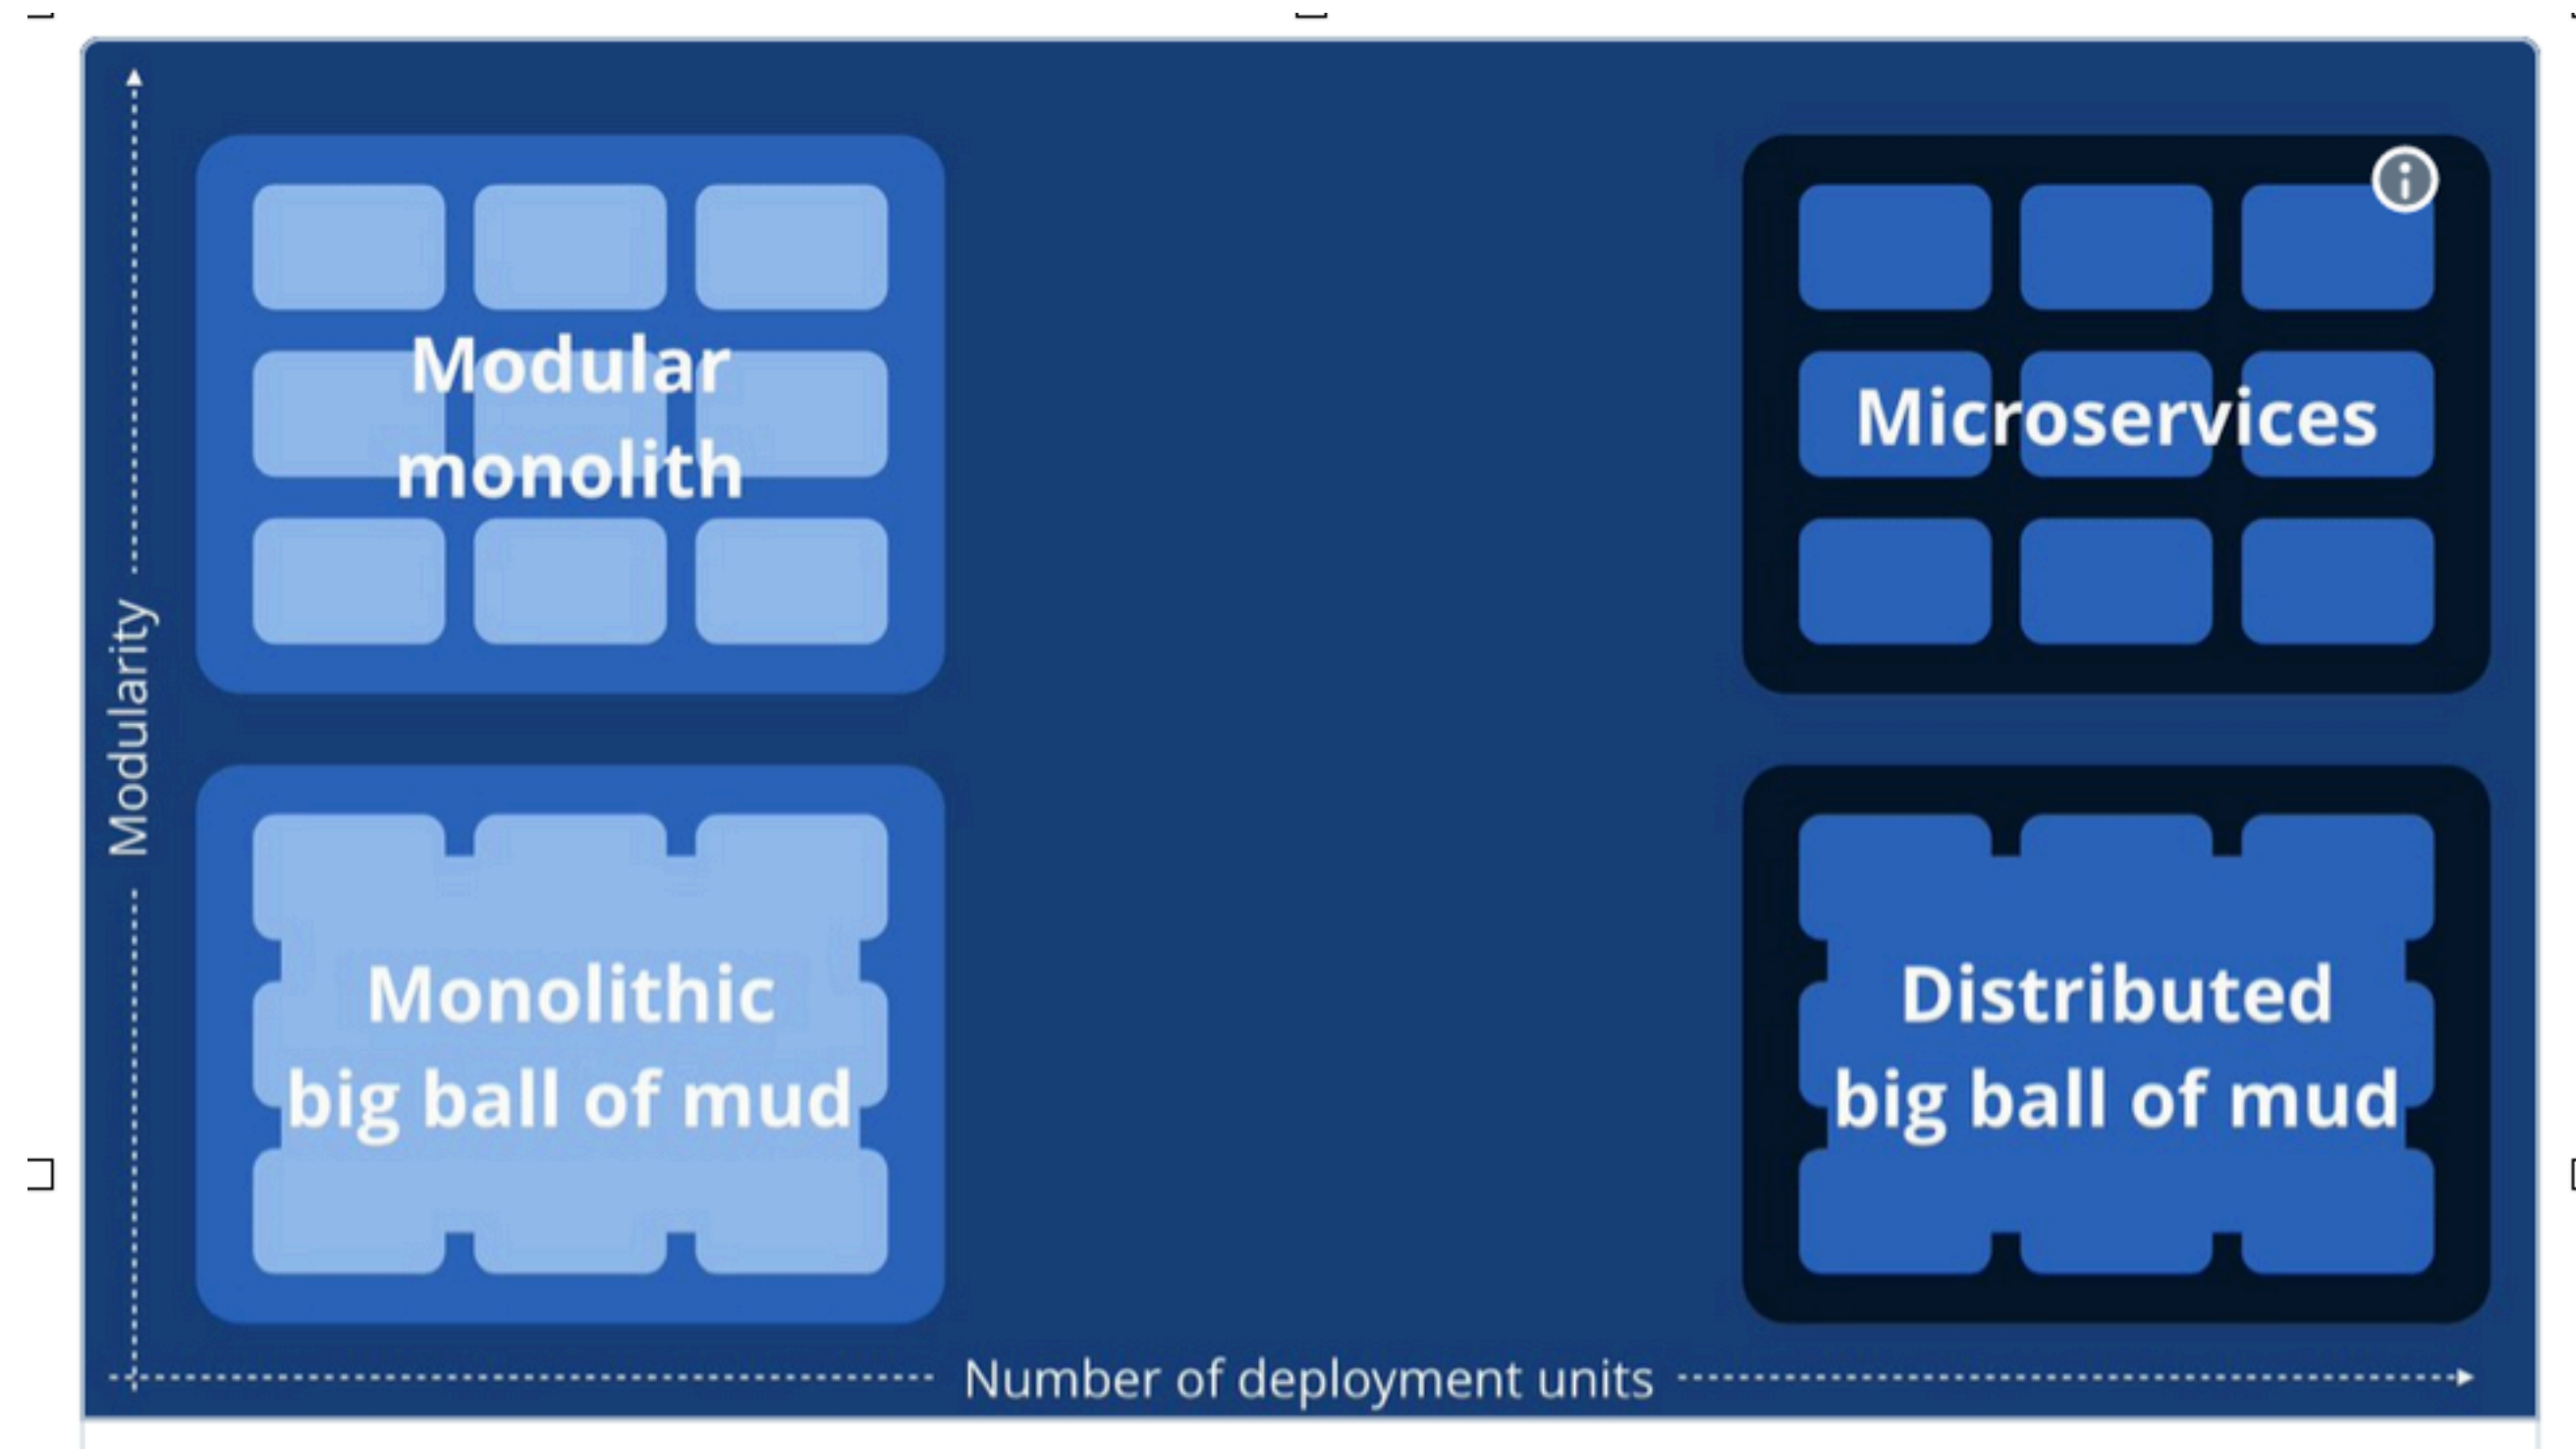 Modularity
Modular
monolith
Microservices
Monolithic
big ball of mud
Distributed
big ball of mud
Number of deployment units